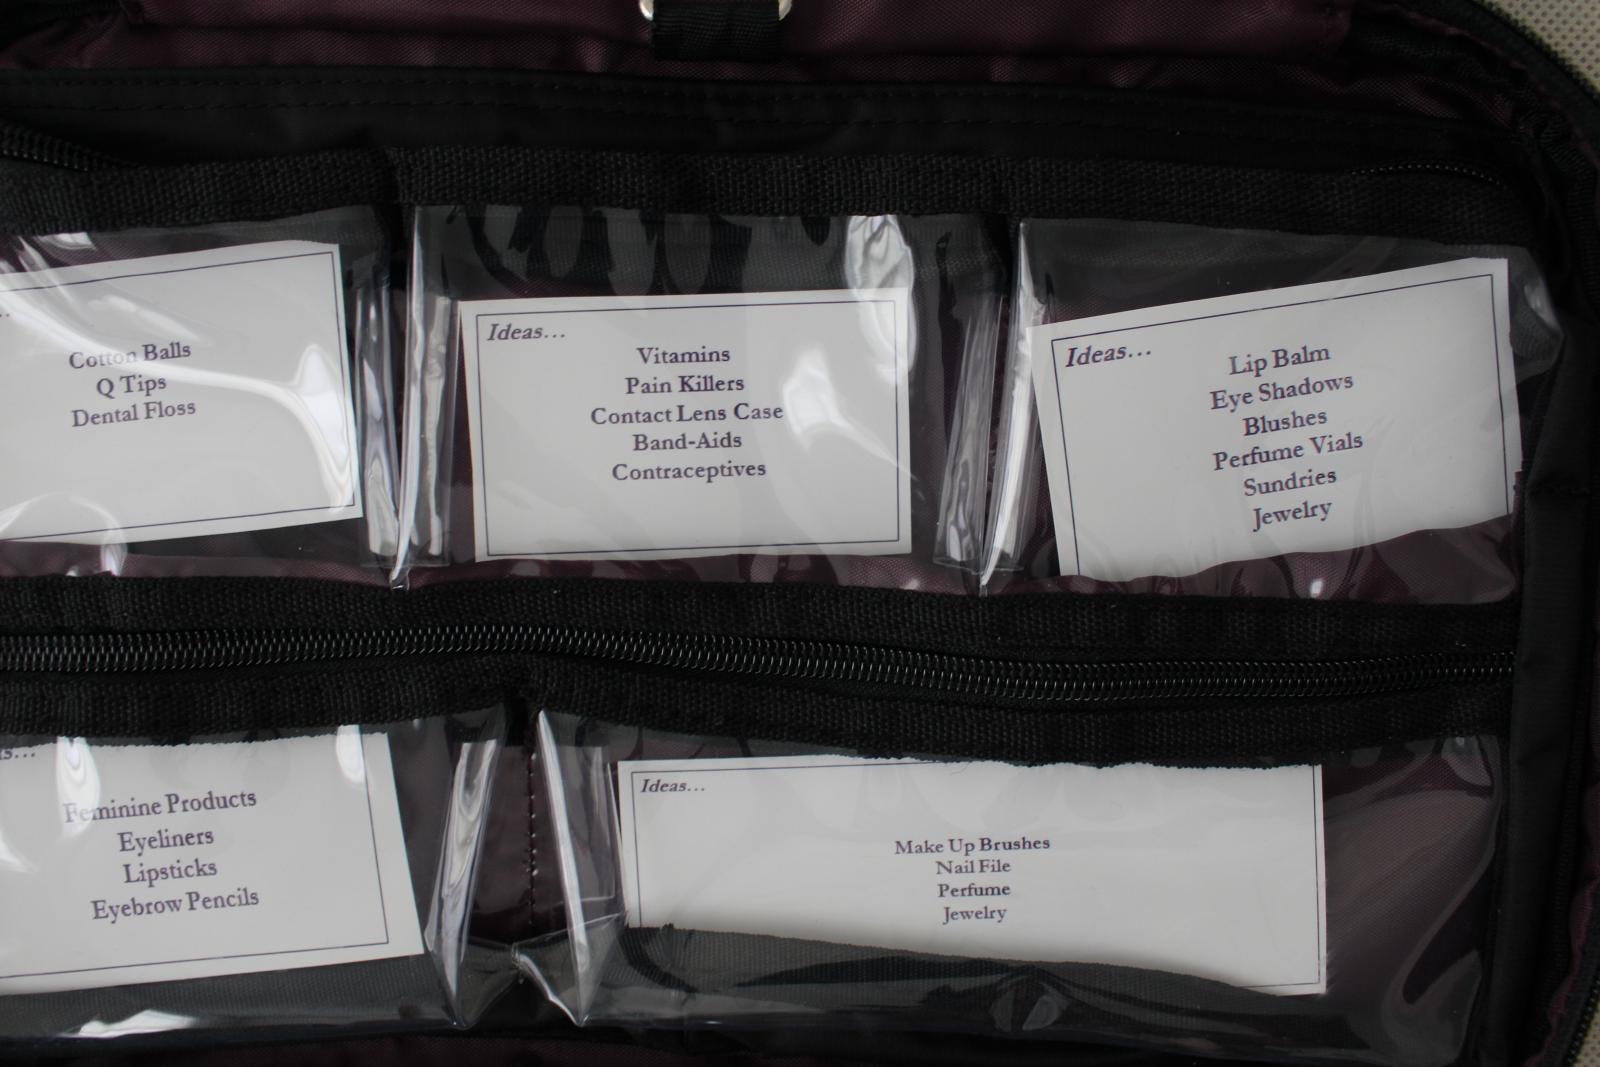 Cotton Balls
Q Tips
Dental Floss
Ideas...
Vitamins
Pain Killers
Contact Lens Case
Band-Aids
Contraceptives
Ideas...
Lip Balm
Eye Shadows
Blushes
Perfume Vials
Sundries
Jewelry
Feminine Products
Eyeliners
Lipsticks
Eyebrow Pencils
Ideas...
Make Up Brushes
Nail File
Perfume
Jewelry